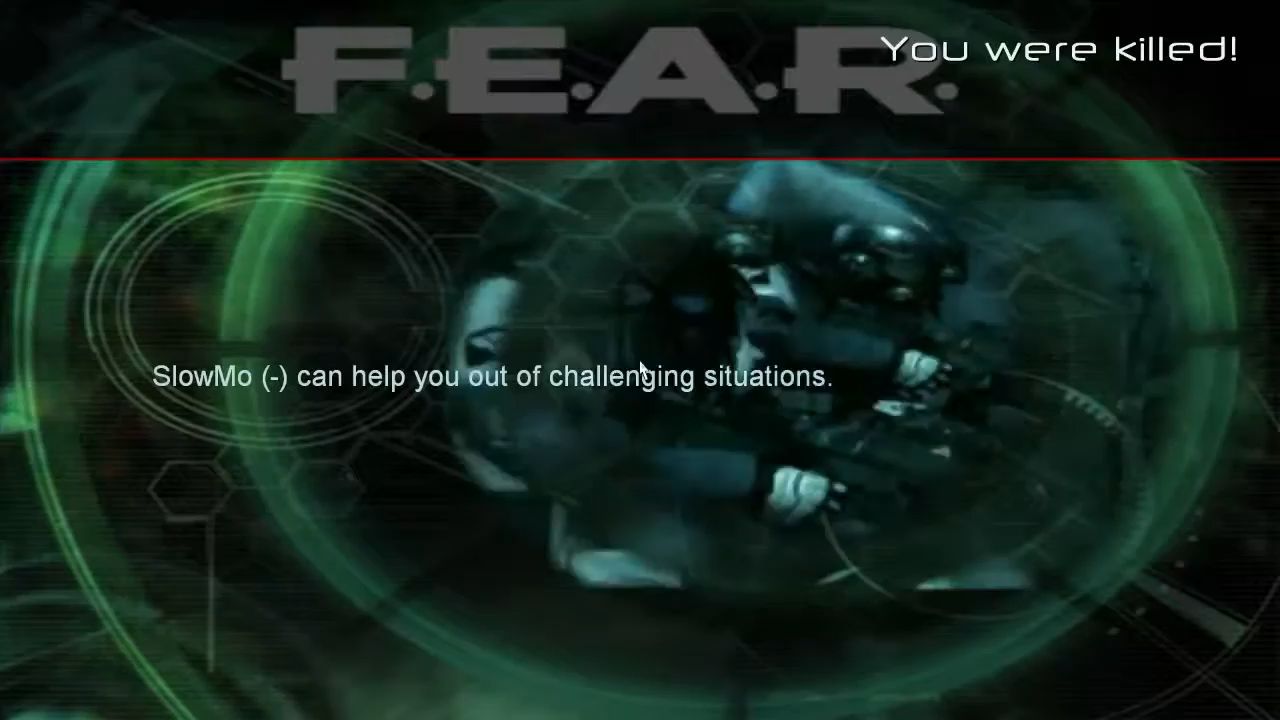 F.E.A.R.
You were killed!
SlowMo (-) can help you out of challenging situations.